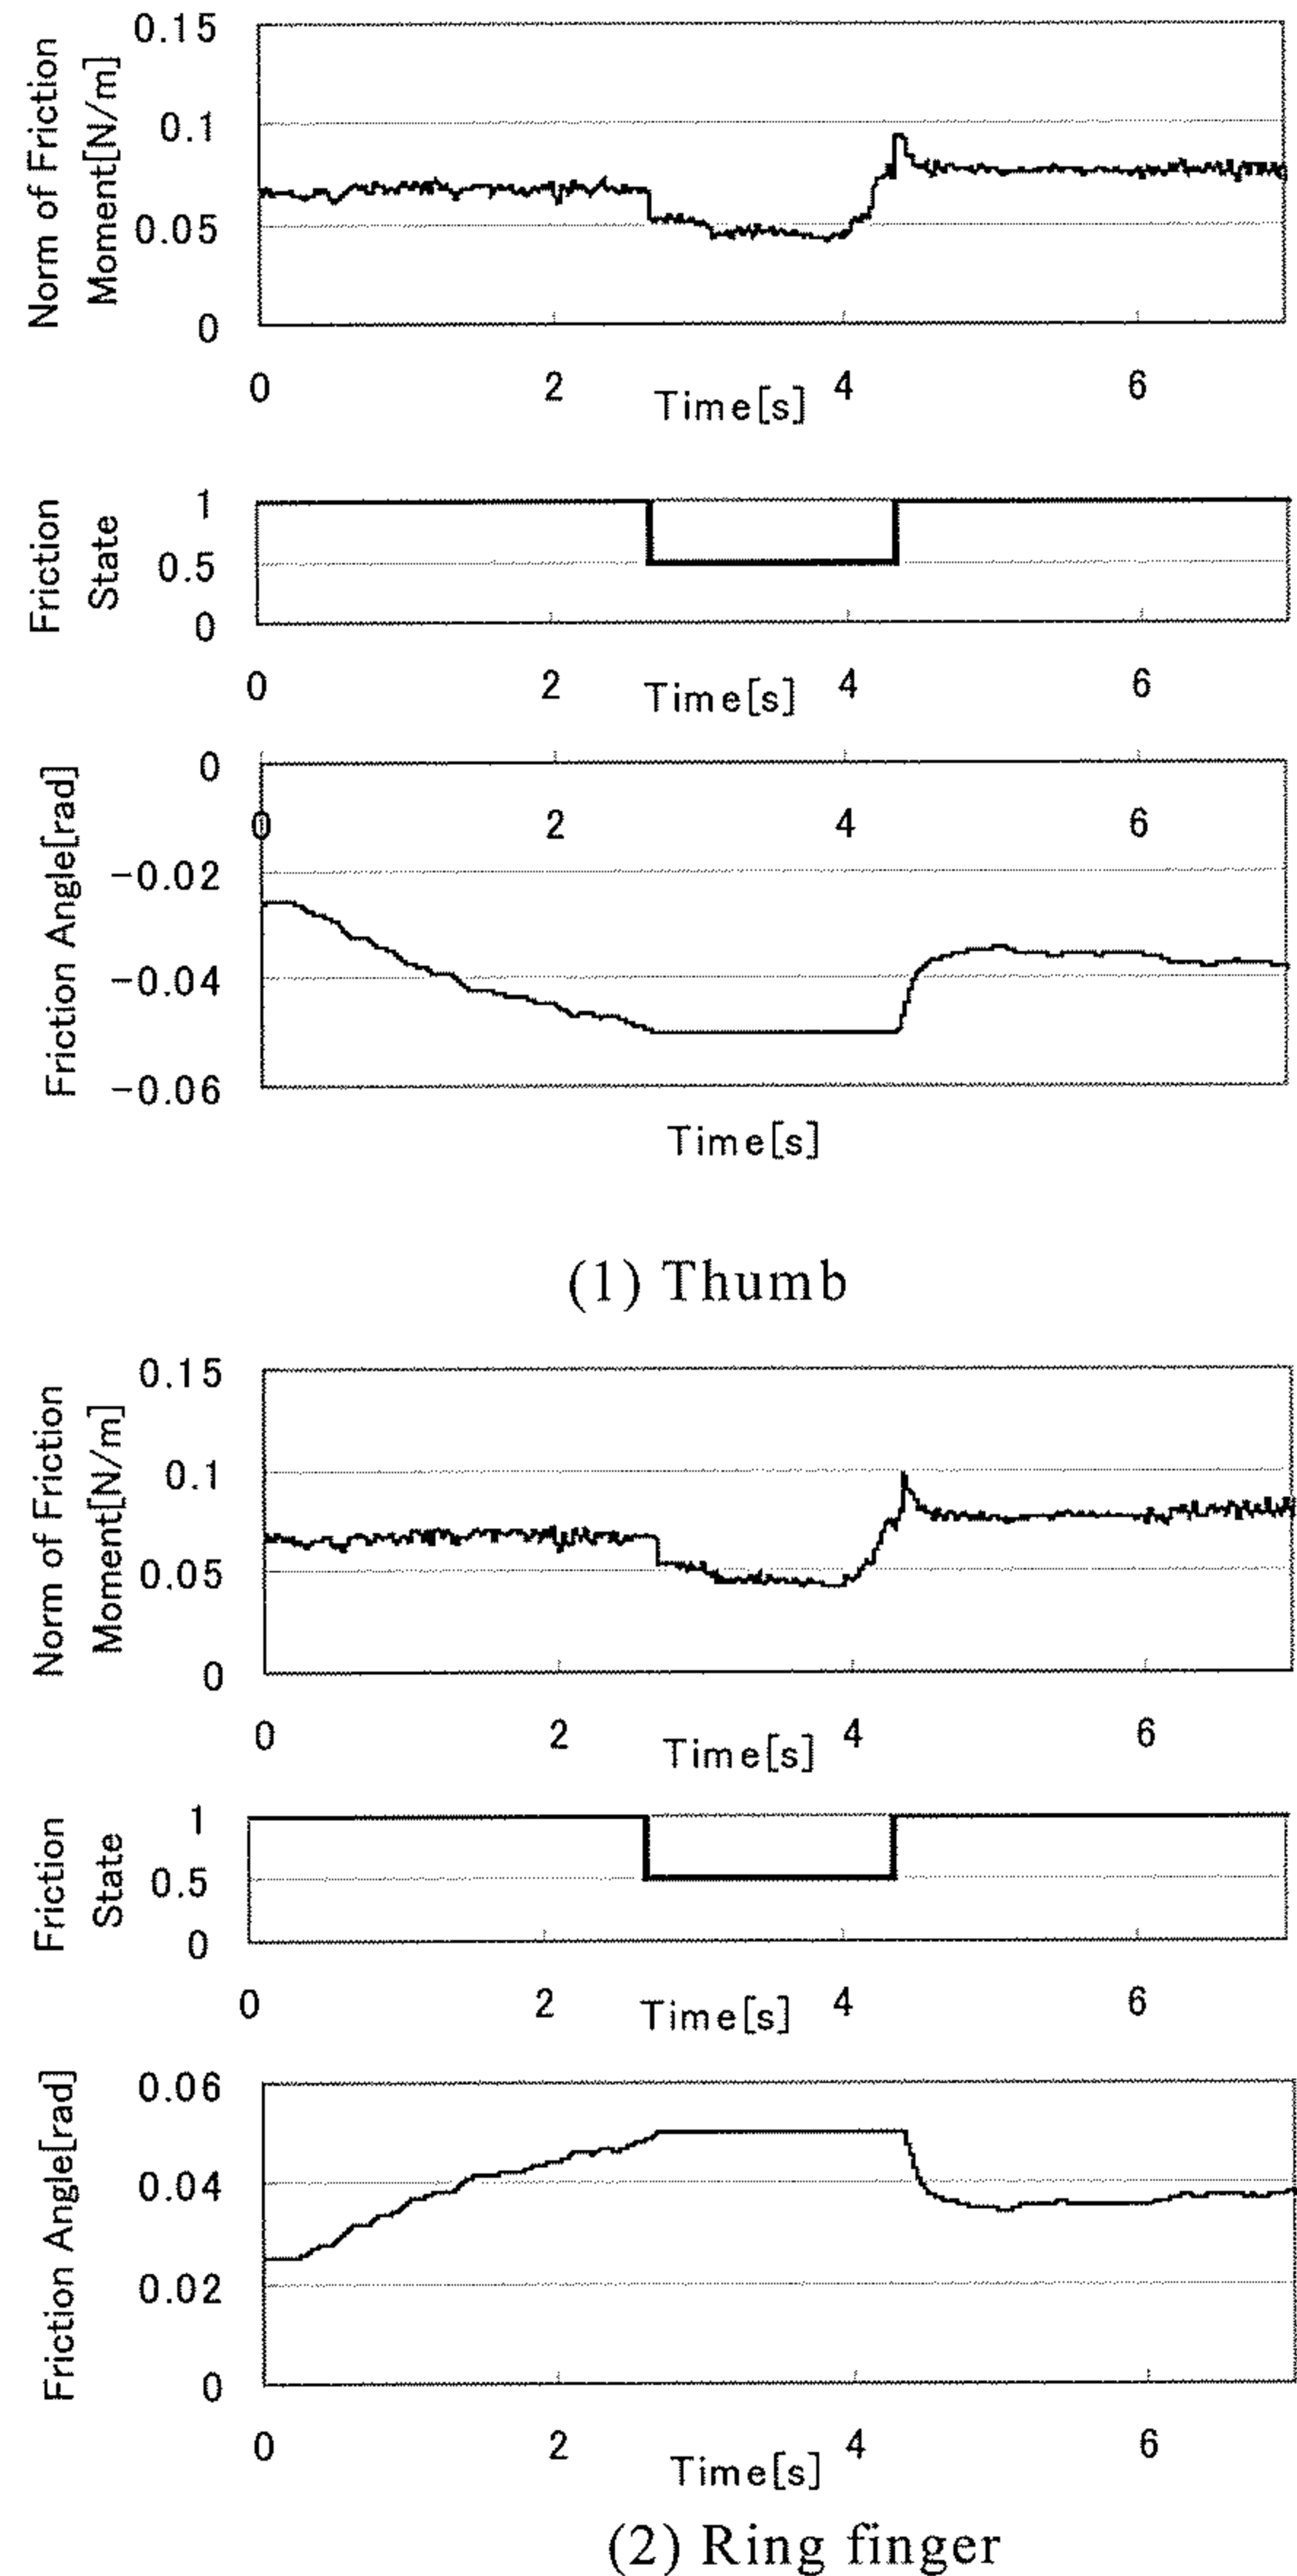 Norm of Friction
Moment[N/m]
0.15
0.1
0.05
0
0 2 4 6
Time[s]
Friction
State
1
0.5
0
0 2 4 6
Time[s]
Friction Angle[rad]
0
-0.02
-0.04
-0.06
0 2 4 6
Time[s]
(1) Thumb
Norm of Friction
Moment[N/m]
0.15
0.1
0.05
0
0 2 4 6
Time[s]
Friction
State
1
0.5
0
0 2 4 6
Time[s]
Friction Angle[rad]
0.06
0.04
0.02
0
0 2 4 6
Time[s]
(2) Ring finger